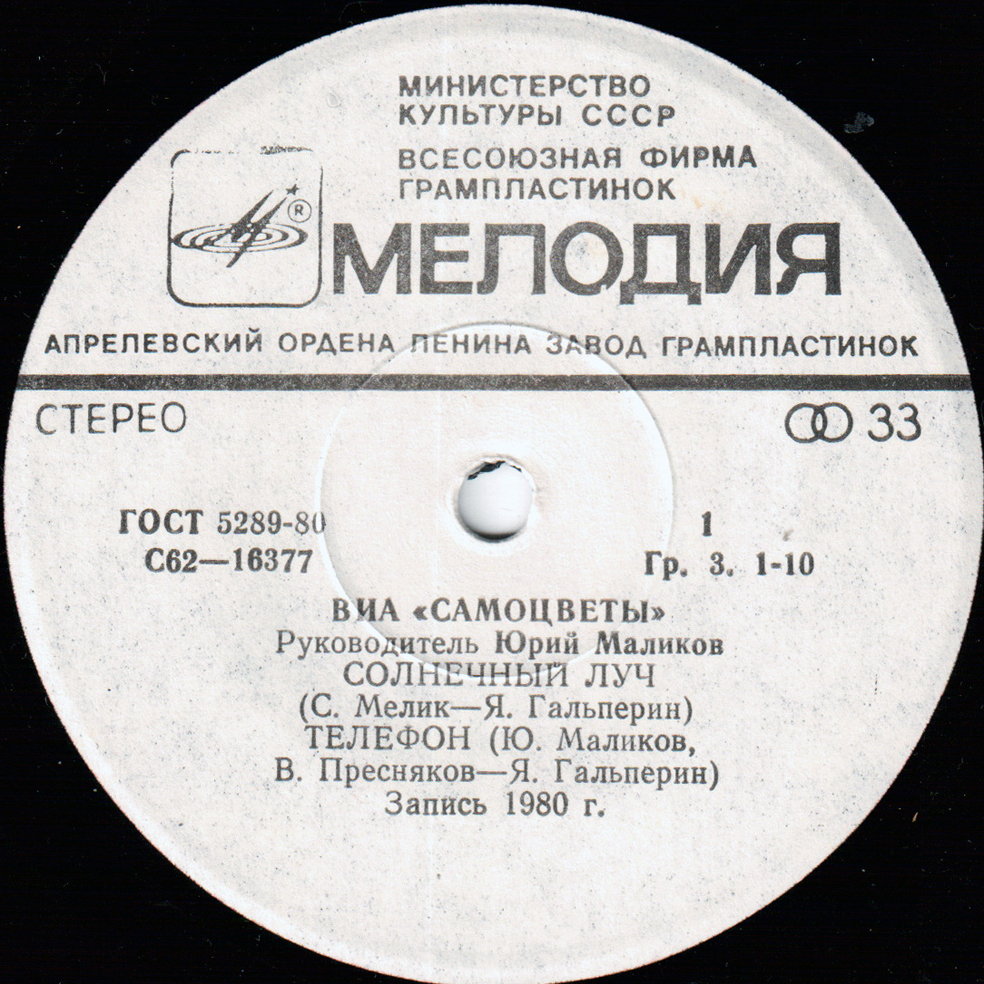 МИНИСТЕРСТВО
КУЛЬТУРЫ СССР
ВСЕСОЮЗНАЯ ФИРМА
ГРАМПЛАСТИНОК
®
МЕЛОДИЯ
АПРЕЛЕВСКИЙ ОРДЕНА ЛЕНИНА ЗАВОД ГРАМПЛАСТИНОК
СТЕРЕО
33
ГОСТ 5289-80
1
С62—16377
Гр. 3. 1-10
ВИА «САМОЦВЕТЫ»
Руководитель Юрий Маликов
СОЛНЕЧНЫЙ ЛУЧ
(С. Мелик—Я. Гальперин)
ТЕЛЕФОН (Ю. Маликов,
В. Пресняков—Я. Гальперин)
Запись 1980 г.